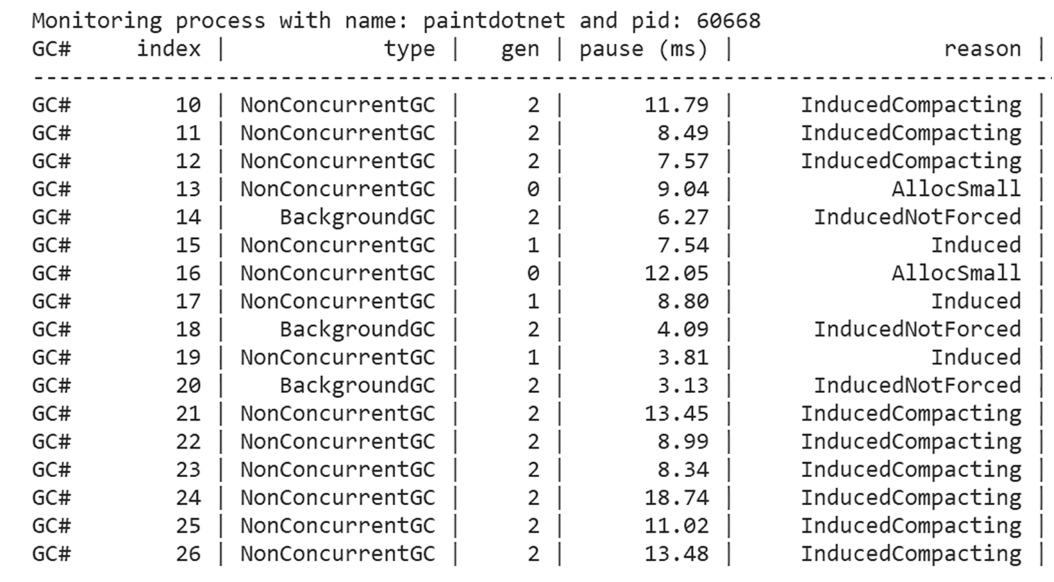 Monitoring process with name: paintdotnet and pid: 60668
GC#     index |             type |   gen | pause (ms) |                reason |
------------------------------------------------------------------------------
GC#        10 |  NonConcurrentGC |     2 |      11.79 |     InducedCompacting |
GC#        11 |  NonConcurrentGC |     2 |       8.49 |     InducedCompacting |
GC#        12 |  NonConcurrentGC |     2 |       7.57 |     InducedCompacting |
GC#        13 |  NonConcurrentGC |     0 |       9.04 |            AllocSmall |
GC#        14 |     BackgroundGC |     2 |       6.27 |      InducedNotForced |
GC#        15 |  NonConcurrentGC |     1 |       7.54 |               Induced |
GC#        16 |  NonConcurrentGC |     0 |      12.05 |            AllocSmall |
GC#        17 |  NonConcurrentGC |     1 |       8.80 |               Induced |
GC#        18 |     BackgroundGC |     2 |       4.09 |      InducedNotForced |
GC#        19 |  NonConcurrentGC |     1 |       3.81 |               Induced |
GC#        20 |     BackgroundGC |     2 |       3.13 |      InducedNotForced |
GC#        21 |  NonConcurrentGC |     2 |      13.45 |     InducedCompacting |
GC#        22 |  NonConcurrentGC |     2 |       8.99 |     InducedCompacting |
GC#        23 |  NonConcurrentGC |     2 |       8.34 |     InducedCompacting |
GC#        24 |  NonConcurrentGC |     2 |      18.74 |     InducedCompacting |
GC#        25 |  NonConcurrentGC |     2 |      11.02 |     InducedCompacting |
GC#        26 |  NonConcurrentGC |     2 |      13.48 |     InducedCompacting |